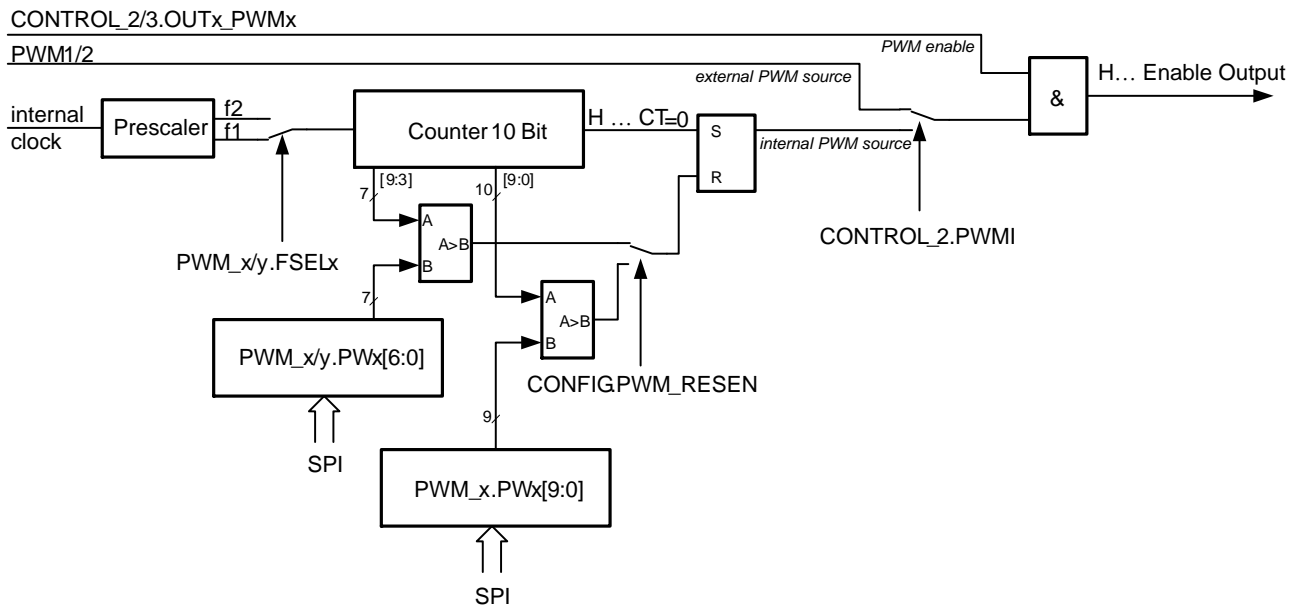 CONTROL_2/3.OUTx_PWMx
PWM enable
PWM1/2
external PWM source
H… Enable Output
&
internal
clock
Prescaler
f2
f1
Counter 10 Bit
H … CT=0
S
R
internal PWM source
7
[9:3]
10
[9:0]
A
A>B
B
PWM_x/y.FSELx
CONTROL_2.PWMI
7
A
A>B
B
PWM_x/y.PWx[6:0]
CONFIG.PWM_RESEN
9
SPI
PWM_x.PWx[9:0]
SPI